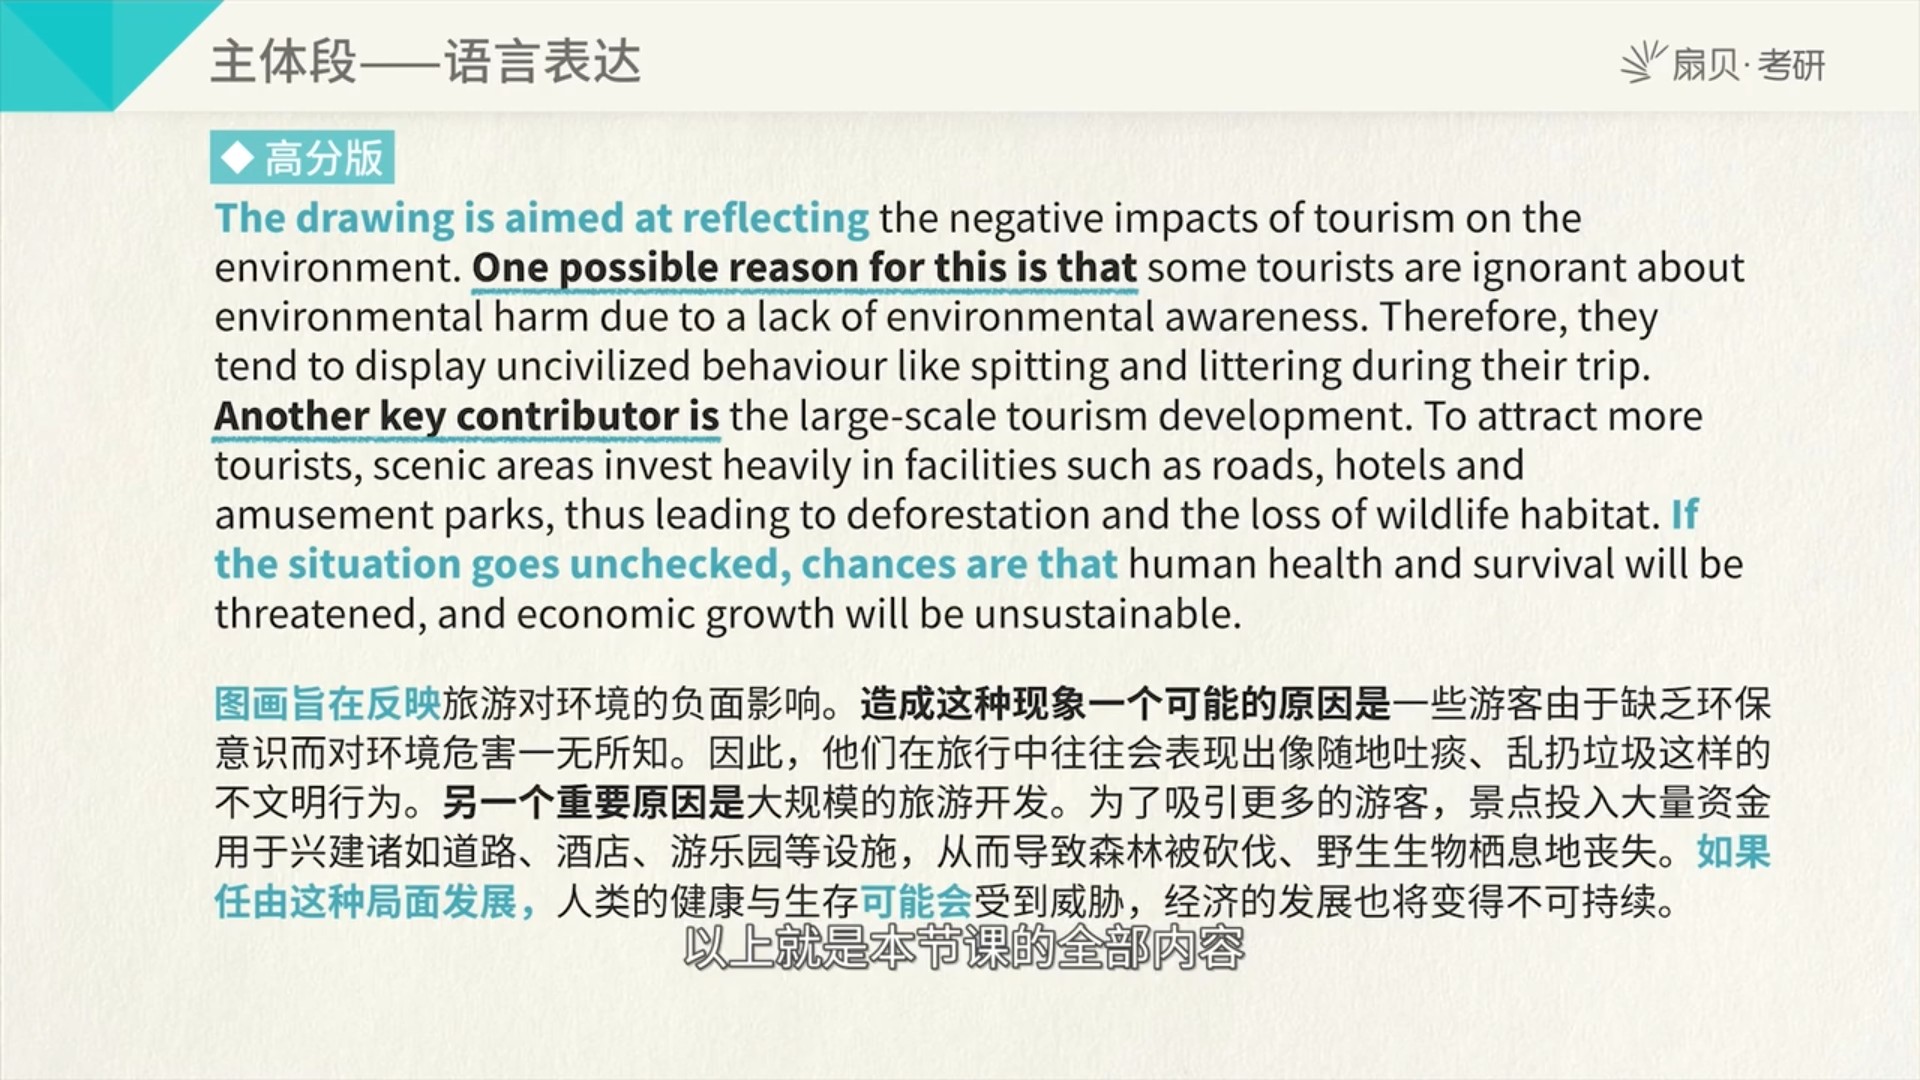 主体段——语言表达
扇贝·考研
◆ 高分版
The drawing is aimed at reflecting the negative impacts of tourism on the
environment. One possible reason for this is that some tourists are ignorant about
environmental harm due to a lack of environmental awareness. Therefore, they
tend to display uncivilized behaviour like spitting and littering during their trip.
Another key contributor is the large-scale tourism development. To attract more
tourists, scenic areas invest heavily in facilities such as roads, hotels and
amusement parks, thus leading to deforestation and the loss of wildlife habitat. If
the situation goes unchecked, chances are that human health and survival will be
threatened, and economic growth will be unsustainable.
图画旨在反映旅游对环境的负面影响。造成这种现象一个可能的原因是一些游客由于缺乏环保
意识而对环境危害一无所知。因此，他们在旅行中往往会表现出像随地吐痰、乱扔垃圾这样的
不文明行为。另一个重要原因是大规模的旅游开发。为了吸引更多的游客，景点投入大量资金
用于兴建诸如道路、酒店、游乐园等设施，从而导致森林被砍伐、野生生物栖息地丧失。如果
任由这种局面发展，人类的健康与生存可能会受到威胁，经济的发展也将变得不可持续。
以上就是本节课的全部内容